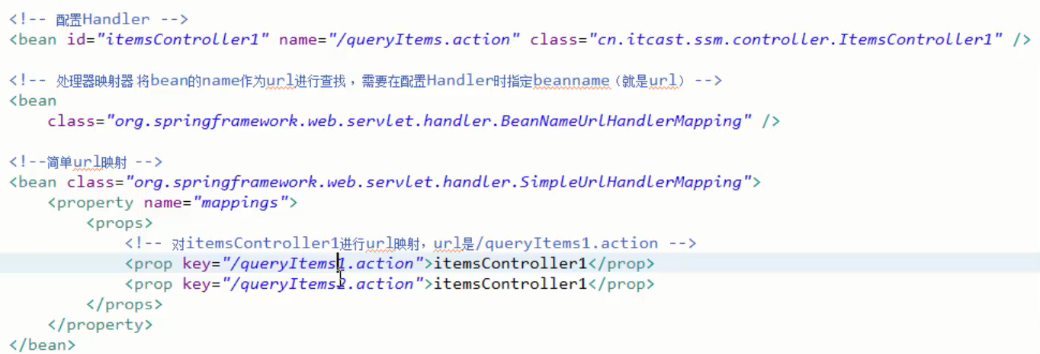 <!-- 配置Handler -->
<bean id="itemsController1" name="/queryItems.action" class="cn.itcast.ssm.controller.ItemsController1" />
<!-- 处理器映射器 将bean的name作为url进行查找，需要在配置Handler时指定beanname（就是url） -->
<bean
class="org.springframework.web.servlet.handler.BeanNameUrlHandlerMapping" />
<!--简单url映射 -->
<bean class="org.springframework.web.servlet.handler.SimpleUrlHandlerMapping">
<property name="mappings">
<props>
<!-- 对itemsController1进行url映射，url是/queryItems1.action -->
<prop key="/queryItems1.action">itemsController1</prop>
<prop key="/queryItems2.action">itemsController1</prop>
</props>
</property>
</bean>